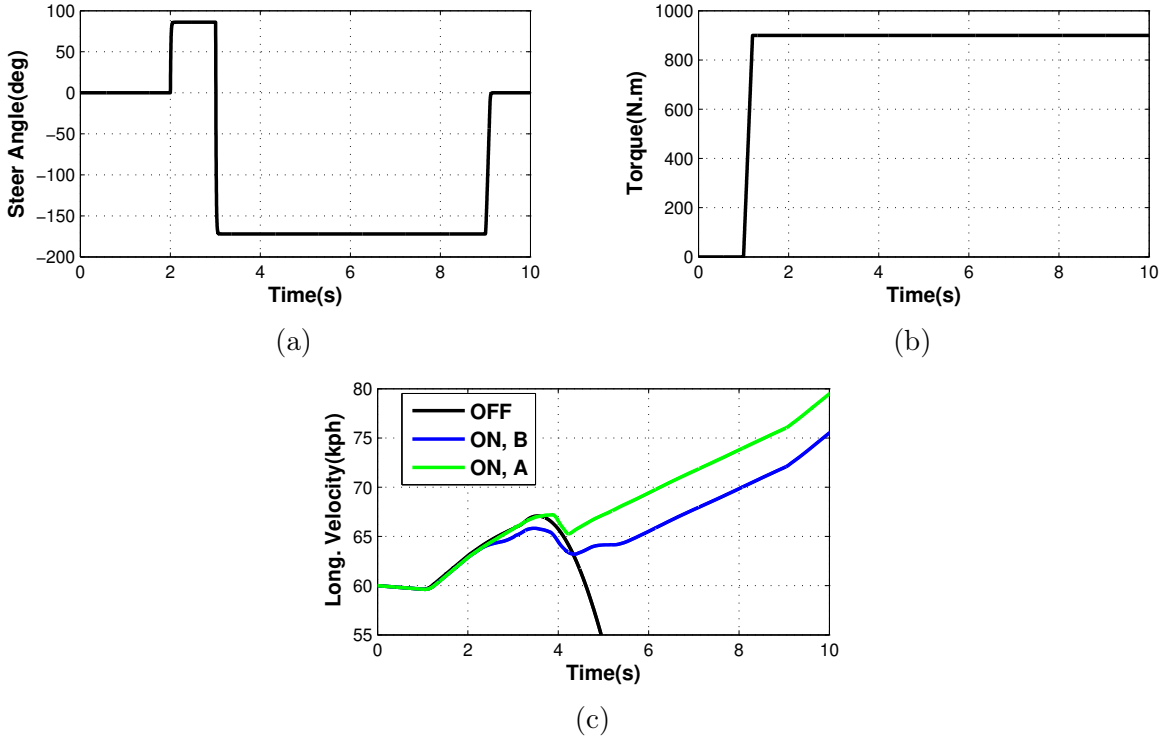 100
50
0
−50
−100
−150
−200
0 2 4 6 8 10
Steer Angle(deg)
Time(s)
(a)
1000
800
600
400
200
0
0 2 4 6 8 10
Torque(N.m)
Time(s)
(b)
80
75
70
65
60
55
0 2 4 6 8 10
Long. Velocity(kph)
OFF
ON, B
ON, A
Time(s)
(c)